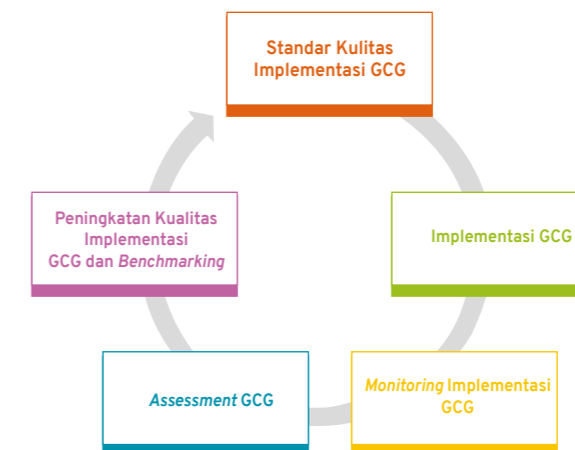 Standar Kulitas
Implementasi GCG
Implementasi GCG
Monitoring Implementasi
GCG
Assessment GCG
Peningkatan Kualitas
Implementasi
GCG dan Benchmarking